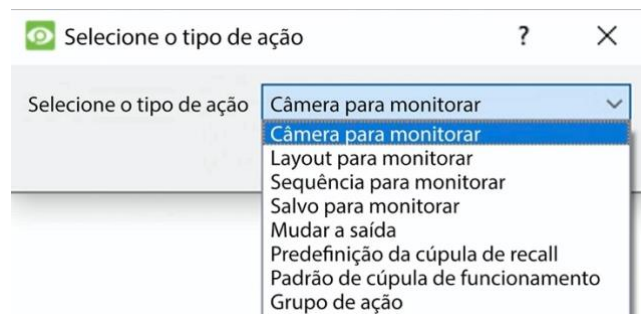 Selecione o tipo de ação ? ×
Selecione o tipo de ação Câmera para monitorar
Câmera para monitorar
Layout para monitorar
Sequência para monitorar
Salvo para monitorar
Mudar a saída
Predefinição da cúpula de recall
Padrão de cúpula de funcionamento
Grupo de ação